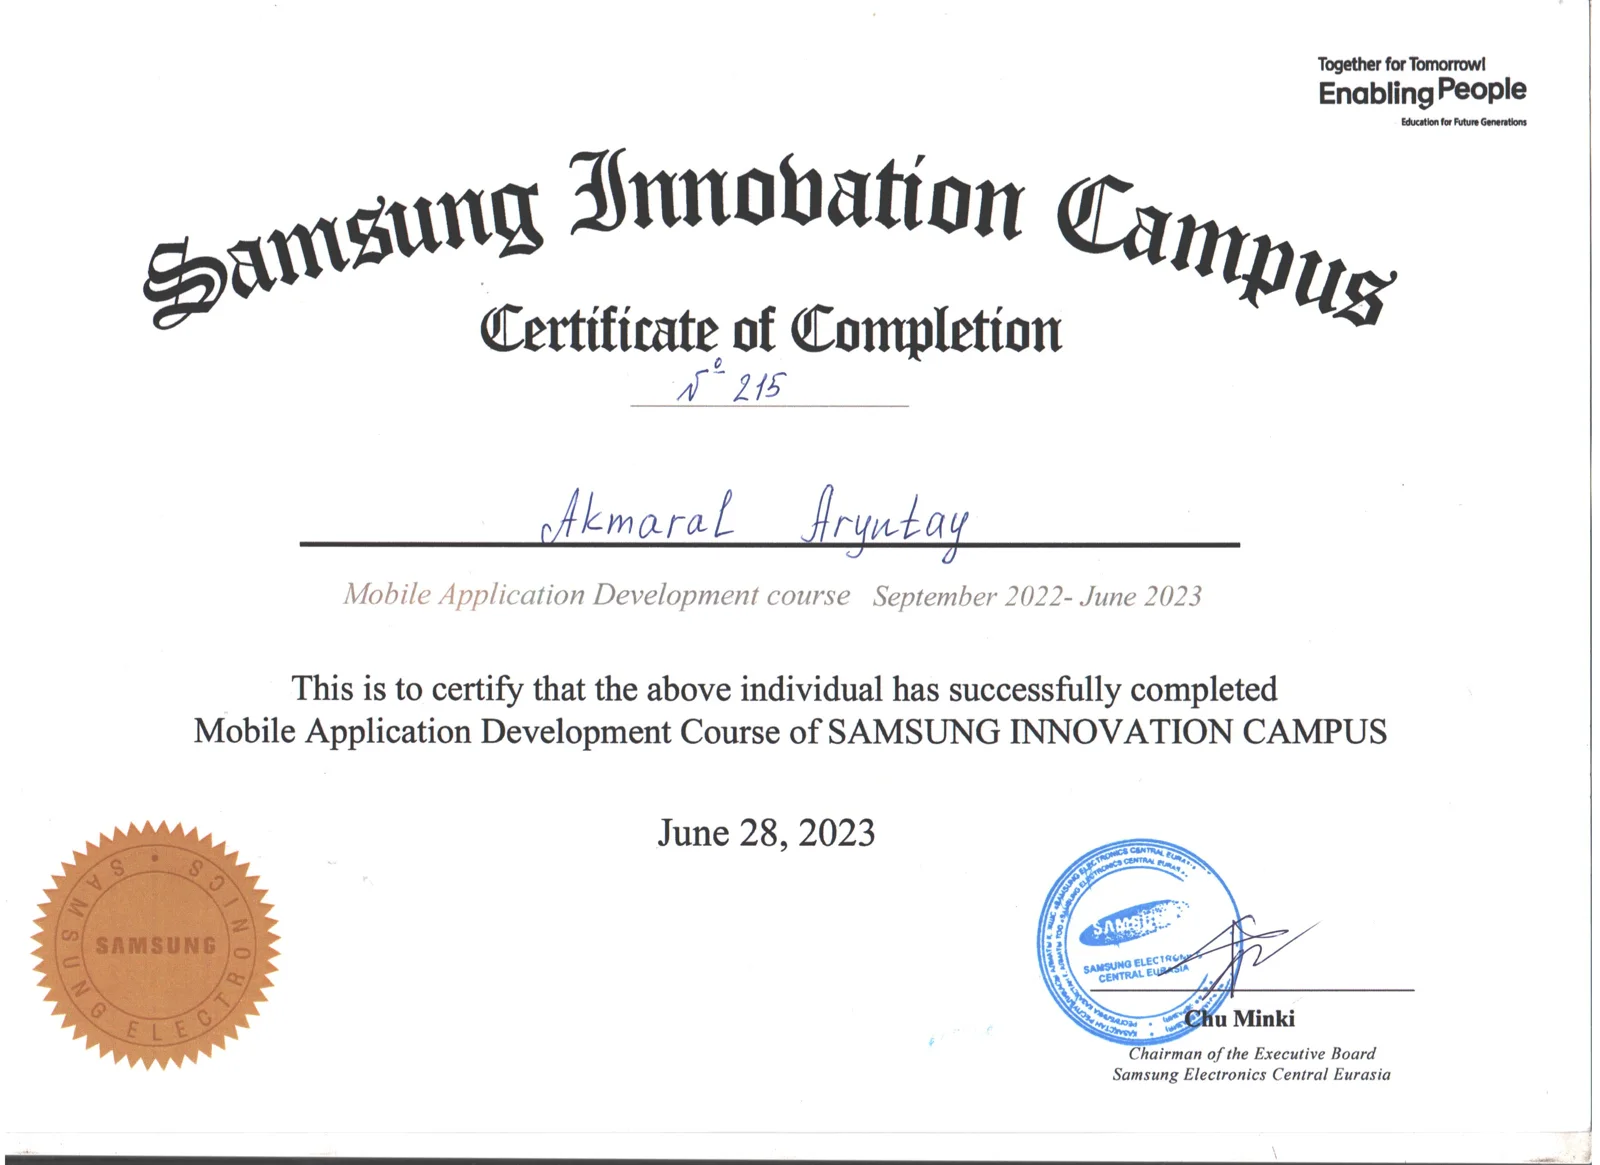 Together for Tomorrow!
Enabling People
Education for Future Generations
Samsung Innovation Campus
Certificate of Completion
№ 215
Akmaral Aryntay
Mobile Application Development course September 2022- June 2023
This is to certify that the above individual has successfully completed
Mobile Application Development Course of SAMSUNG INNOVATION CAMPUS
June 28, 2023
SAMSUNG ELECTRONICS
SAMSUNG
SAMSUNG
SAMSUNG ELECTRONICS
CENTRAL EURASIA
Chu Minki
Chairman of the Executive Board
Samsung Electronics Central Eurasia